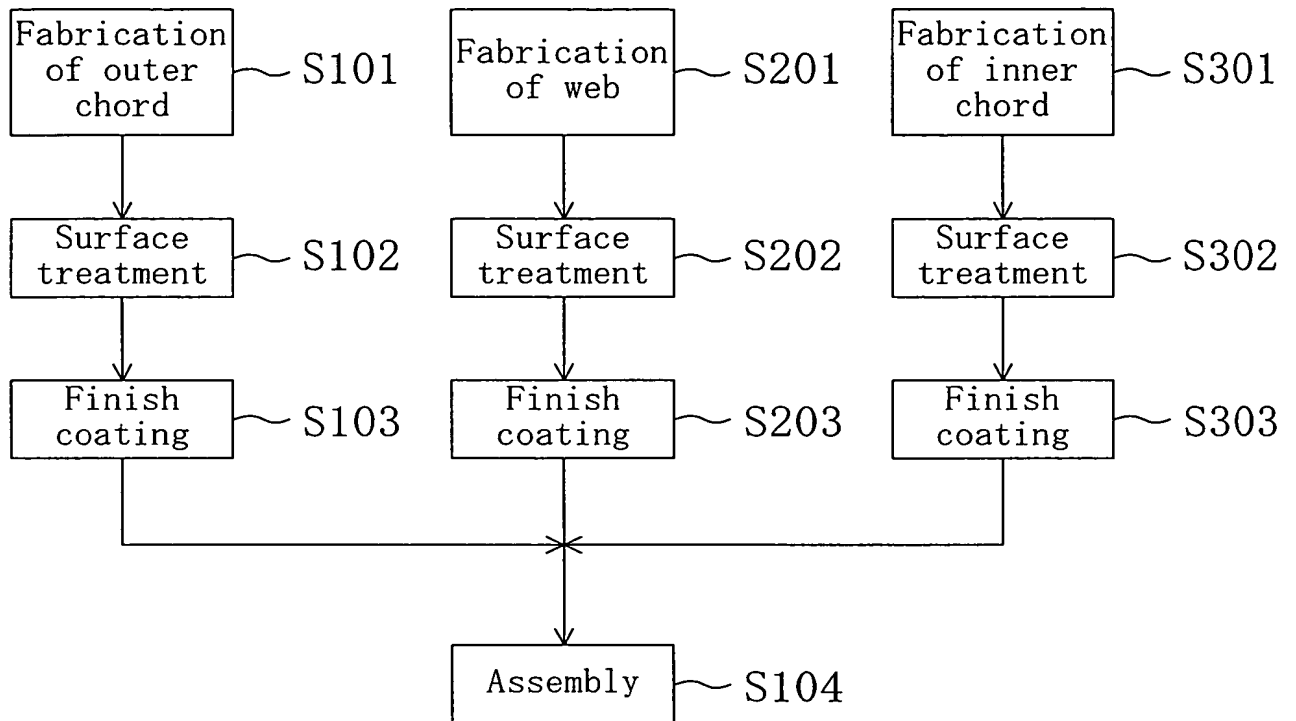 Fabrication
of outer
chord
S101
Fabrication
of web
S201
Fabrication
of inner
chord
S301
Surface
treatment
S102
Surface
treatment
S202
Surface
treatment
S302
Finish
coating
S103
Finish
coating
S203
Finish
coating
S303
Assembly
S104